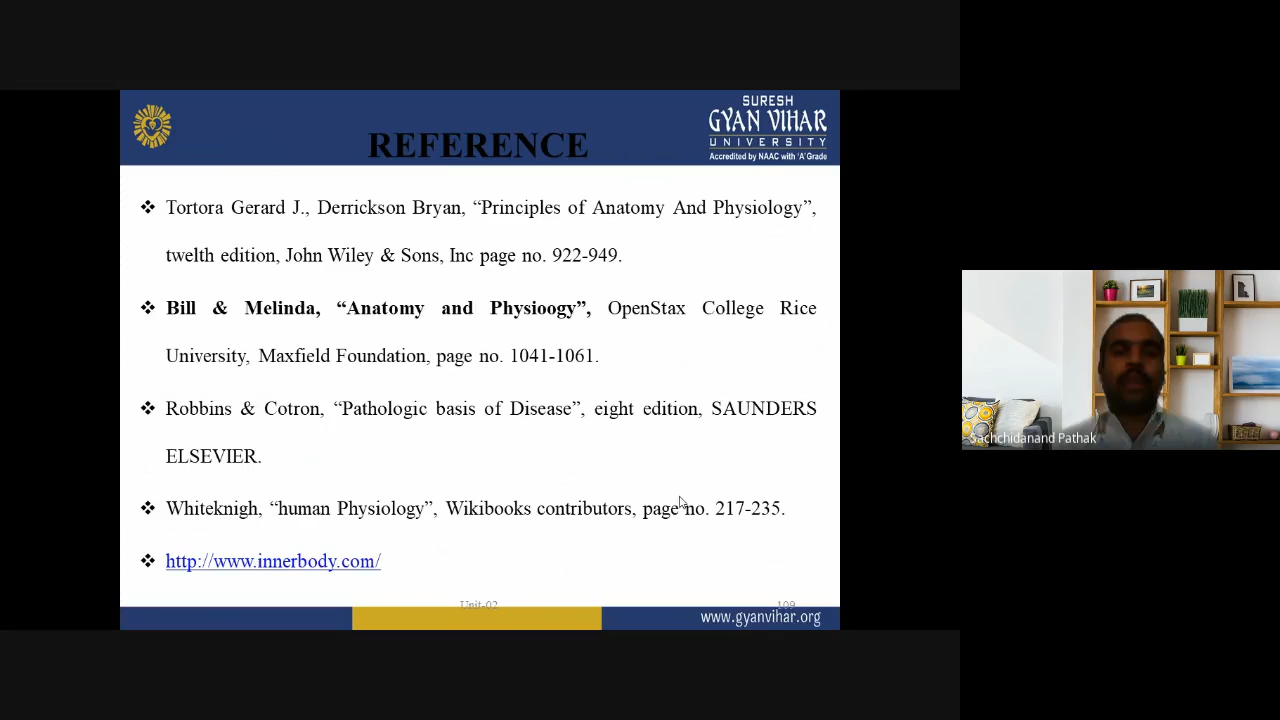 SURESH
GYAN VIHAR
UNIVERSITY
Accredited by NAAC with 'A' Grade
REFERENCE
❖ Tortora Gerard J., Derrickson Bryan, “Principles of Anatomy And Physiology”,
twelth edition, John Wiley & Sons, Inc page no. 922-949.
❖ Bill & Melinda, “Anatomy and Physioogy”, OpenStax College Rice
University, Maxfield Foundation, page no. 1041-1061.
❖ Robbins & Cotron, “Pathologic basis of Disease”, eight edition, SAUNDERS
ELSEVIER.
❖ Whiteknigh, “human Physiology”, Wikibooks contributors, page no. 217-235.
❖ http://www.innerbody.com/
Unit-02
109
www.gyanvihar.org
Sachchidanand Pathak